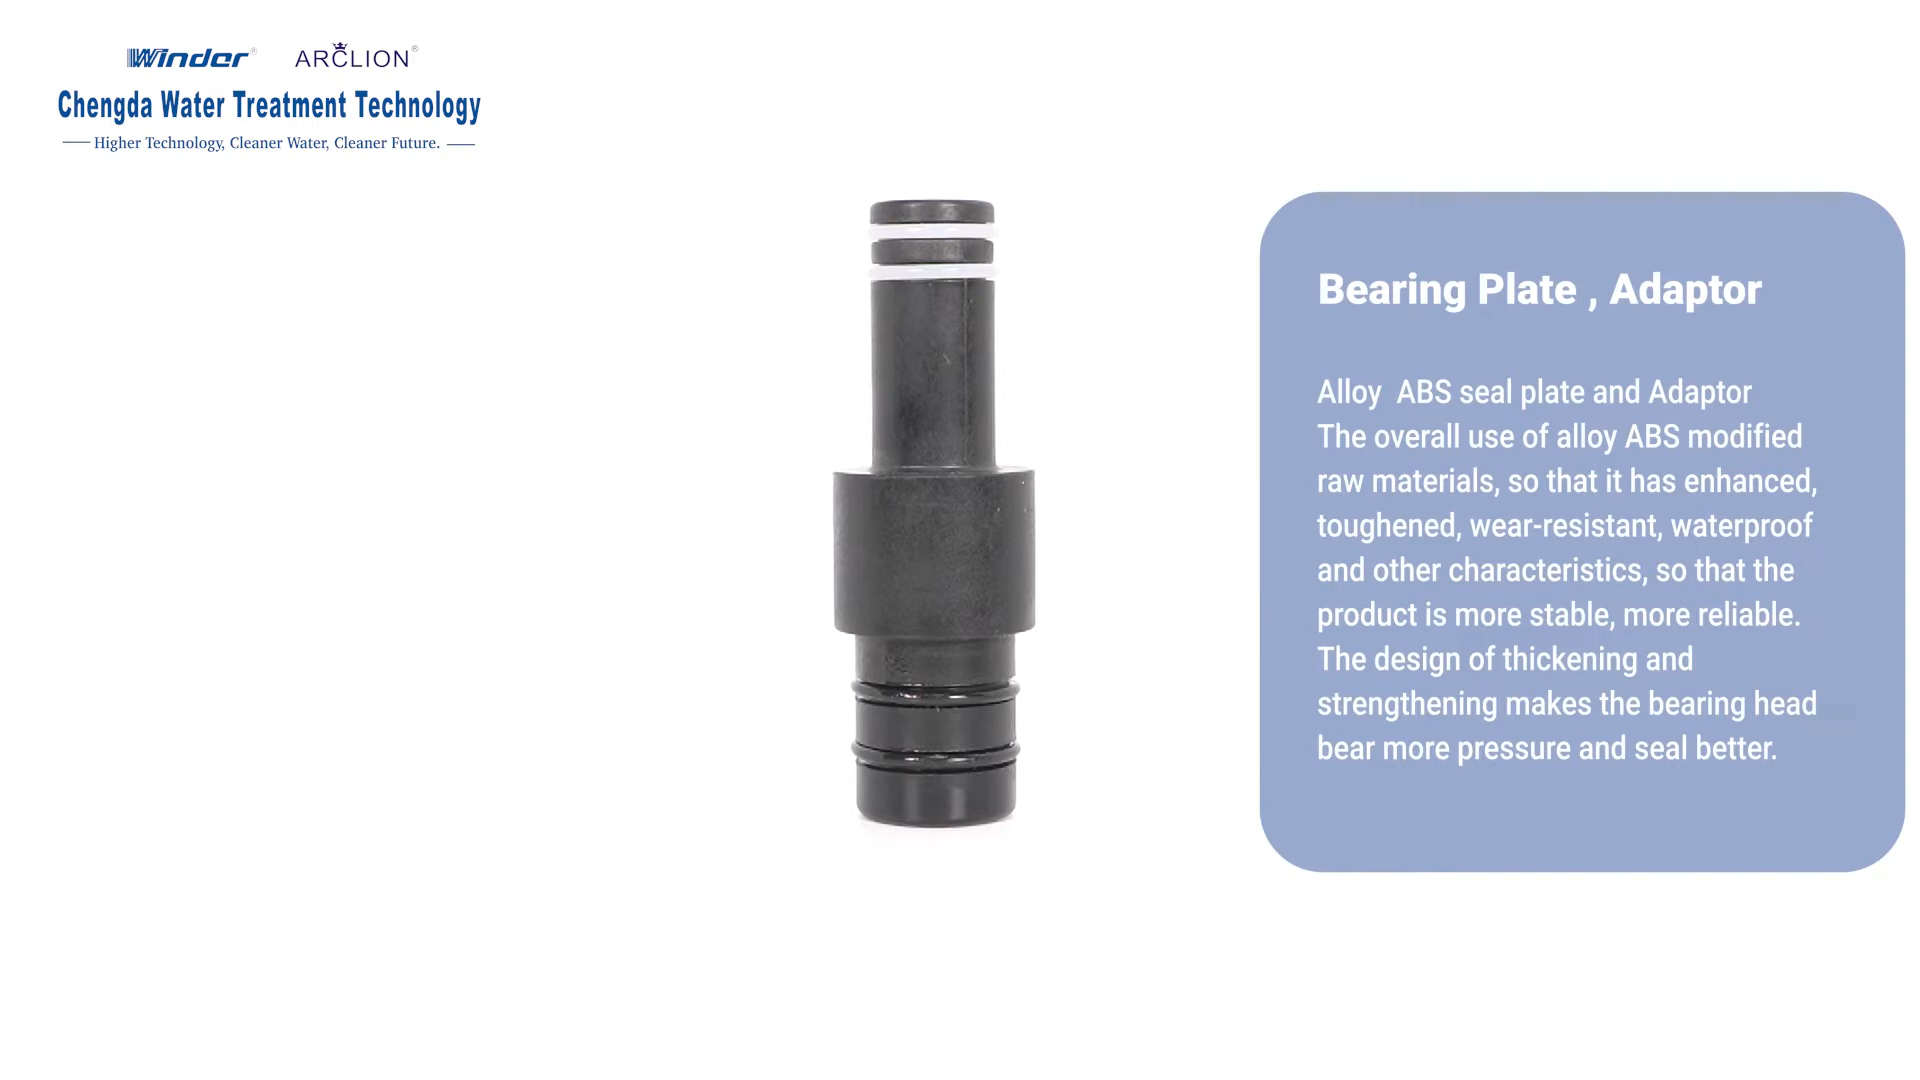 Winder®
ARCLION®
Chengda Water Treatment Technology
Higher Technology, Cleaner Water, Cleaner Future.
Bearing Plate , Adaptor
Alloy ABS seal plate and Adaptor
The overall use of alloy ABS modified
raw materials, so that it has enhanced,
toughened, wear-resistant, waterproof
and other characteristics, so that the
product is more stable, more reliable.
The design of thickening and
strengthening makes the bearing head
bear more pressure and seal better.